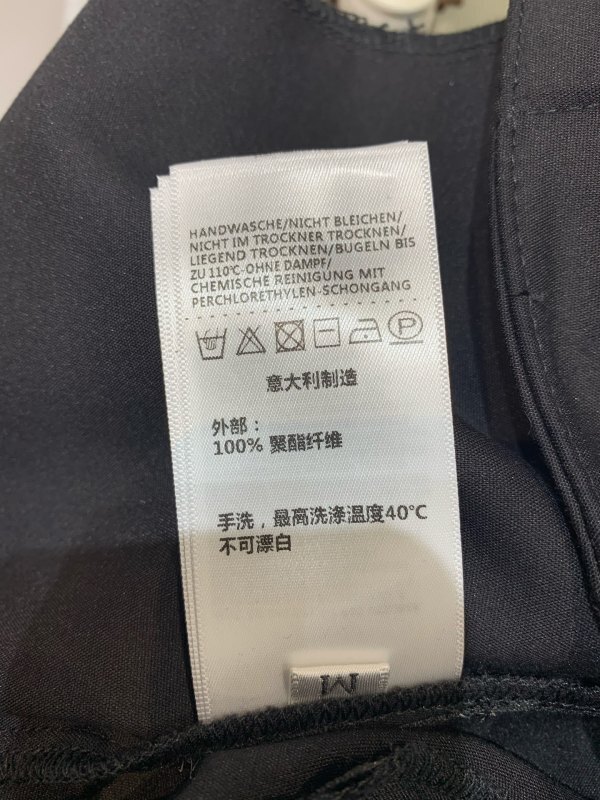 HANDWASCHE/NICHT BLEICHEN/
NICHT IM TROCKNER TROCKNEN/
LIEGEND TROCKNEN/BUGELN BIS
ZU 110°C-OHNE DAMPF/
CHEMISCHE REINIGUNG MIT
PERCHLORETHYLEN-SCHONGANG
P
意大利制造
外部：
100% 聚酯纤维
手洗，最高洗涤温度40°C
不可漂白
M